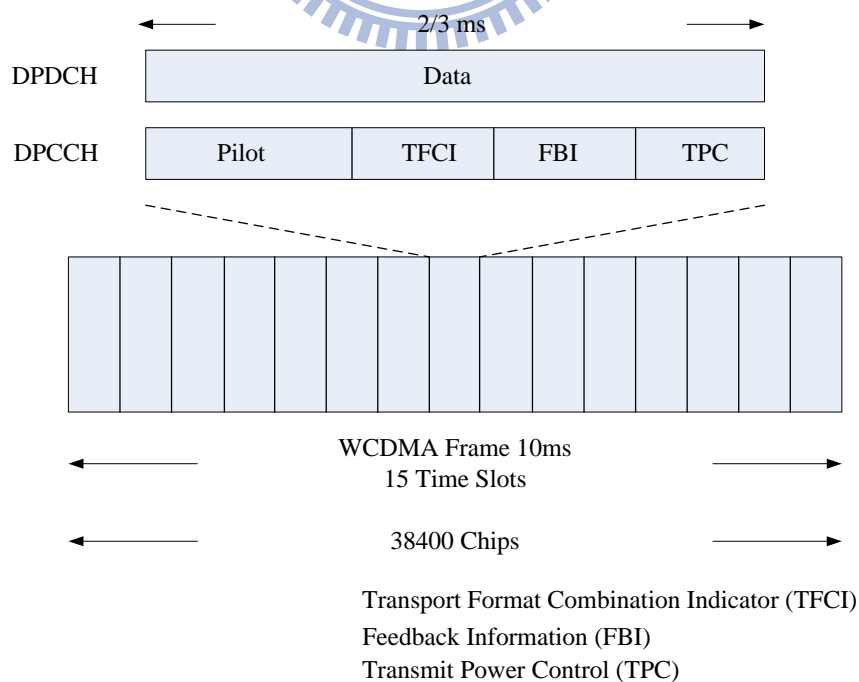 2/3 ms
DPDCH Data
DPCCH Pilot TFCI FBI TPC
WCDMA Frame 10ms
15 Time Slots
38400 Chips
Transport Format Combination Indicator (TFCI)
Feedback Information (FBI)
Transmit Power Control (TPC)